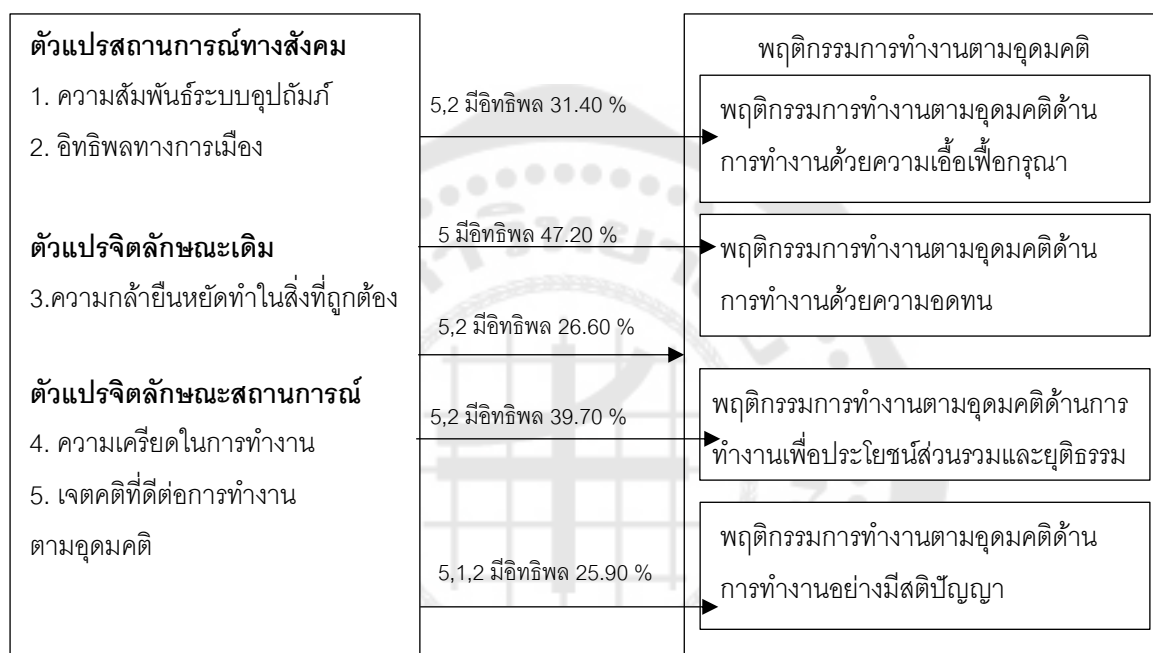 ตัวแปรสถานการณ์ทางสังคม
1. ความสัมพันธ์ระบบอุปถัมภ์
2. อิทธิพลทางการเมือง
ตัวแปรจิตลักษณะเดิม
3.ความกล้ายืนหยัดทำในสิ่งที่ถูกต้อง
ตัวแปรจิตลักษณะสถานการณ์
4. ความเครียดในการทำงาน
5. เจตคติที่ดีต่อการทำงาน
ตามอุดมคติ
5,2 มีอิทธิพล 31.40 %
5 มีอิทธิพล 47.20 %
5,2 มีอิทธิพล 26.60 %
5,2 มีอิทธิพล 39.70 %
5,1,2 มีอิทธิพล 25.90 %
พฤติกรรมการทำงานตามอุดมคติ
พฤติกรรมการทำงานตามอุดมคติด้าน
การทำงานด้วยความเอื้อเฟื้อกรุณา
พฤติกรรมการทำงานตามอุดมคติด้าน
การทำงานด้วยความอดทน
พฤติกรรมการทำงานตามอุดมคติด้านการ
ทำงานเพื่อประโยชน์ส่วนรวมและยุติธรรม
พฤติกรรมการทำงานตามอุดมคติด้าน
การทำงานอย่างมีสติปัญญา